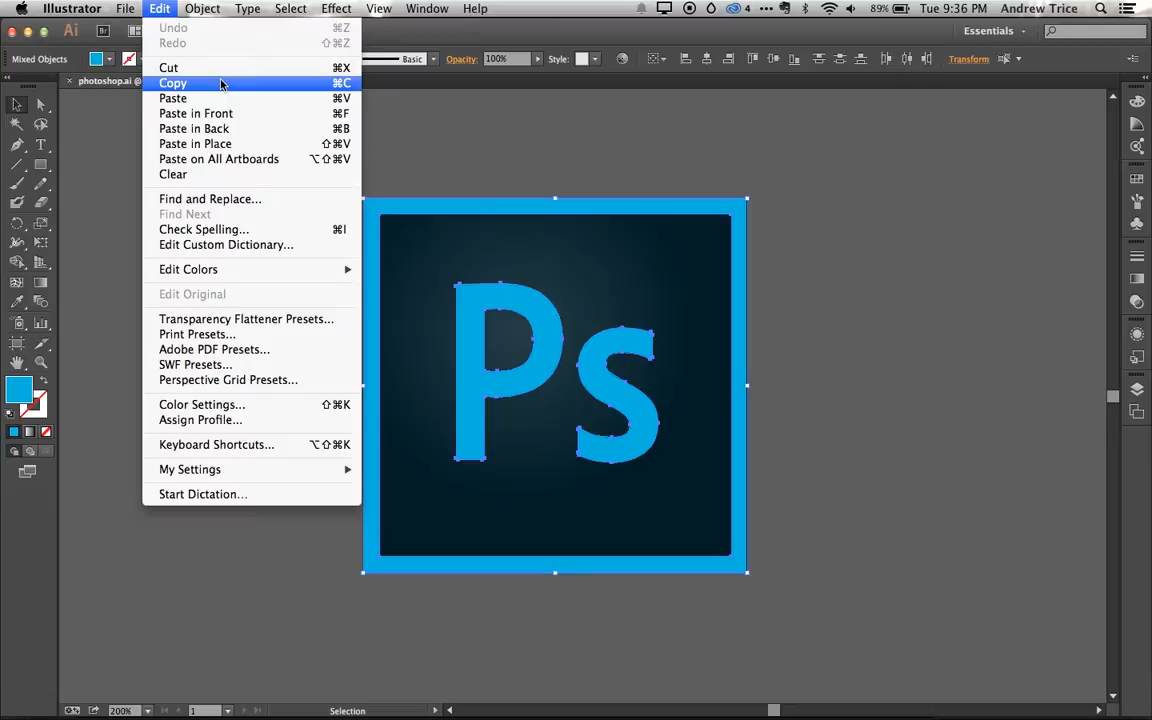 Illustrator File Edit Object Type Select Effect View Window Help 4 89% Tue 9:36 PM Andrew Trice
Ai Br Essentials
Mixed Objects Basic Opacity: 100% Style: Transform
× photoshop.ai @
Undo ⌘Z
Redo ⇧⌘Z
Cut ⌘X
Copy ⌘C
Paste ⌘V
Paste in Front ⌘F
Paste in Back ⌘B
Paste in Place ⇧⌘V
Paste on All Artboards ⌥⇧⌘V
Clear
Find and Replace...
Find Next
Check Spelling... ⌘I
Edit Custom Dictionary...
Edit Colors
Edit Original
Transparency Flattener Presets...
Print Presets...
Adobe PDF Presets...
SWF Presets...
Perspective Grid Presets...
Color Settings... ⇧⌘K
Assign Profile...
Keyboard Shortcuts... ⌥⇧⌘K
My Settings
Start Dictation...
Ps
200% 1 Selection